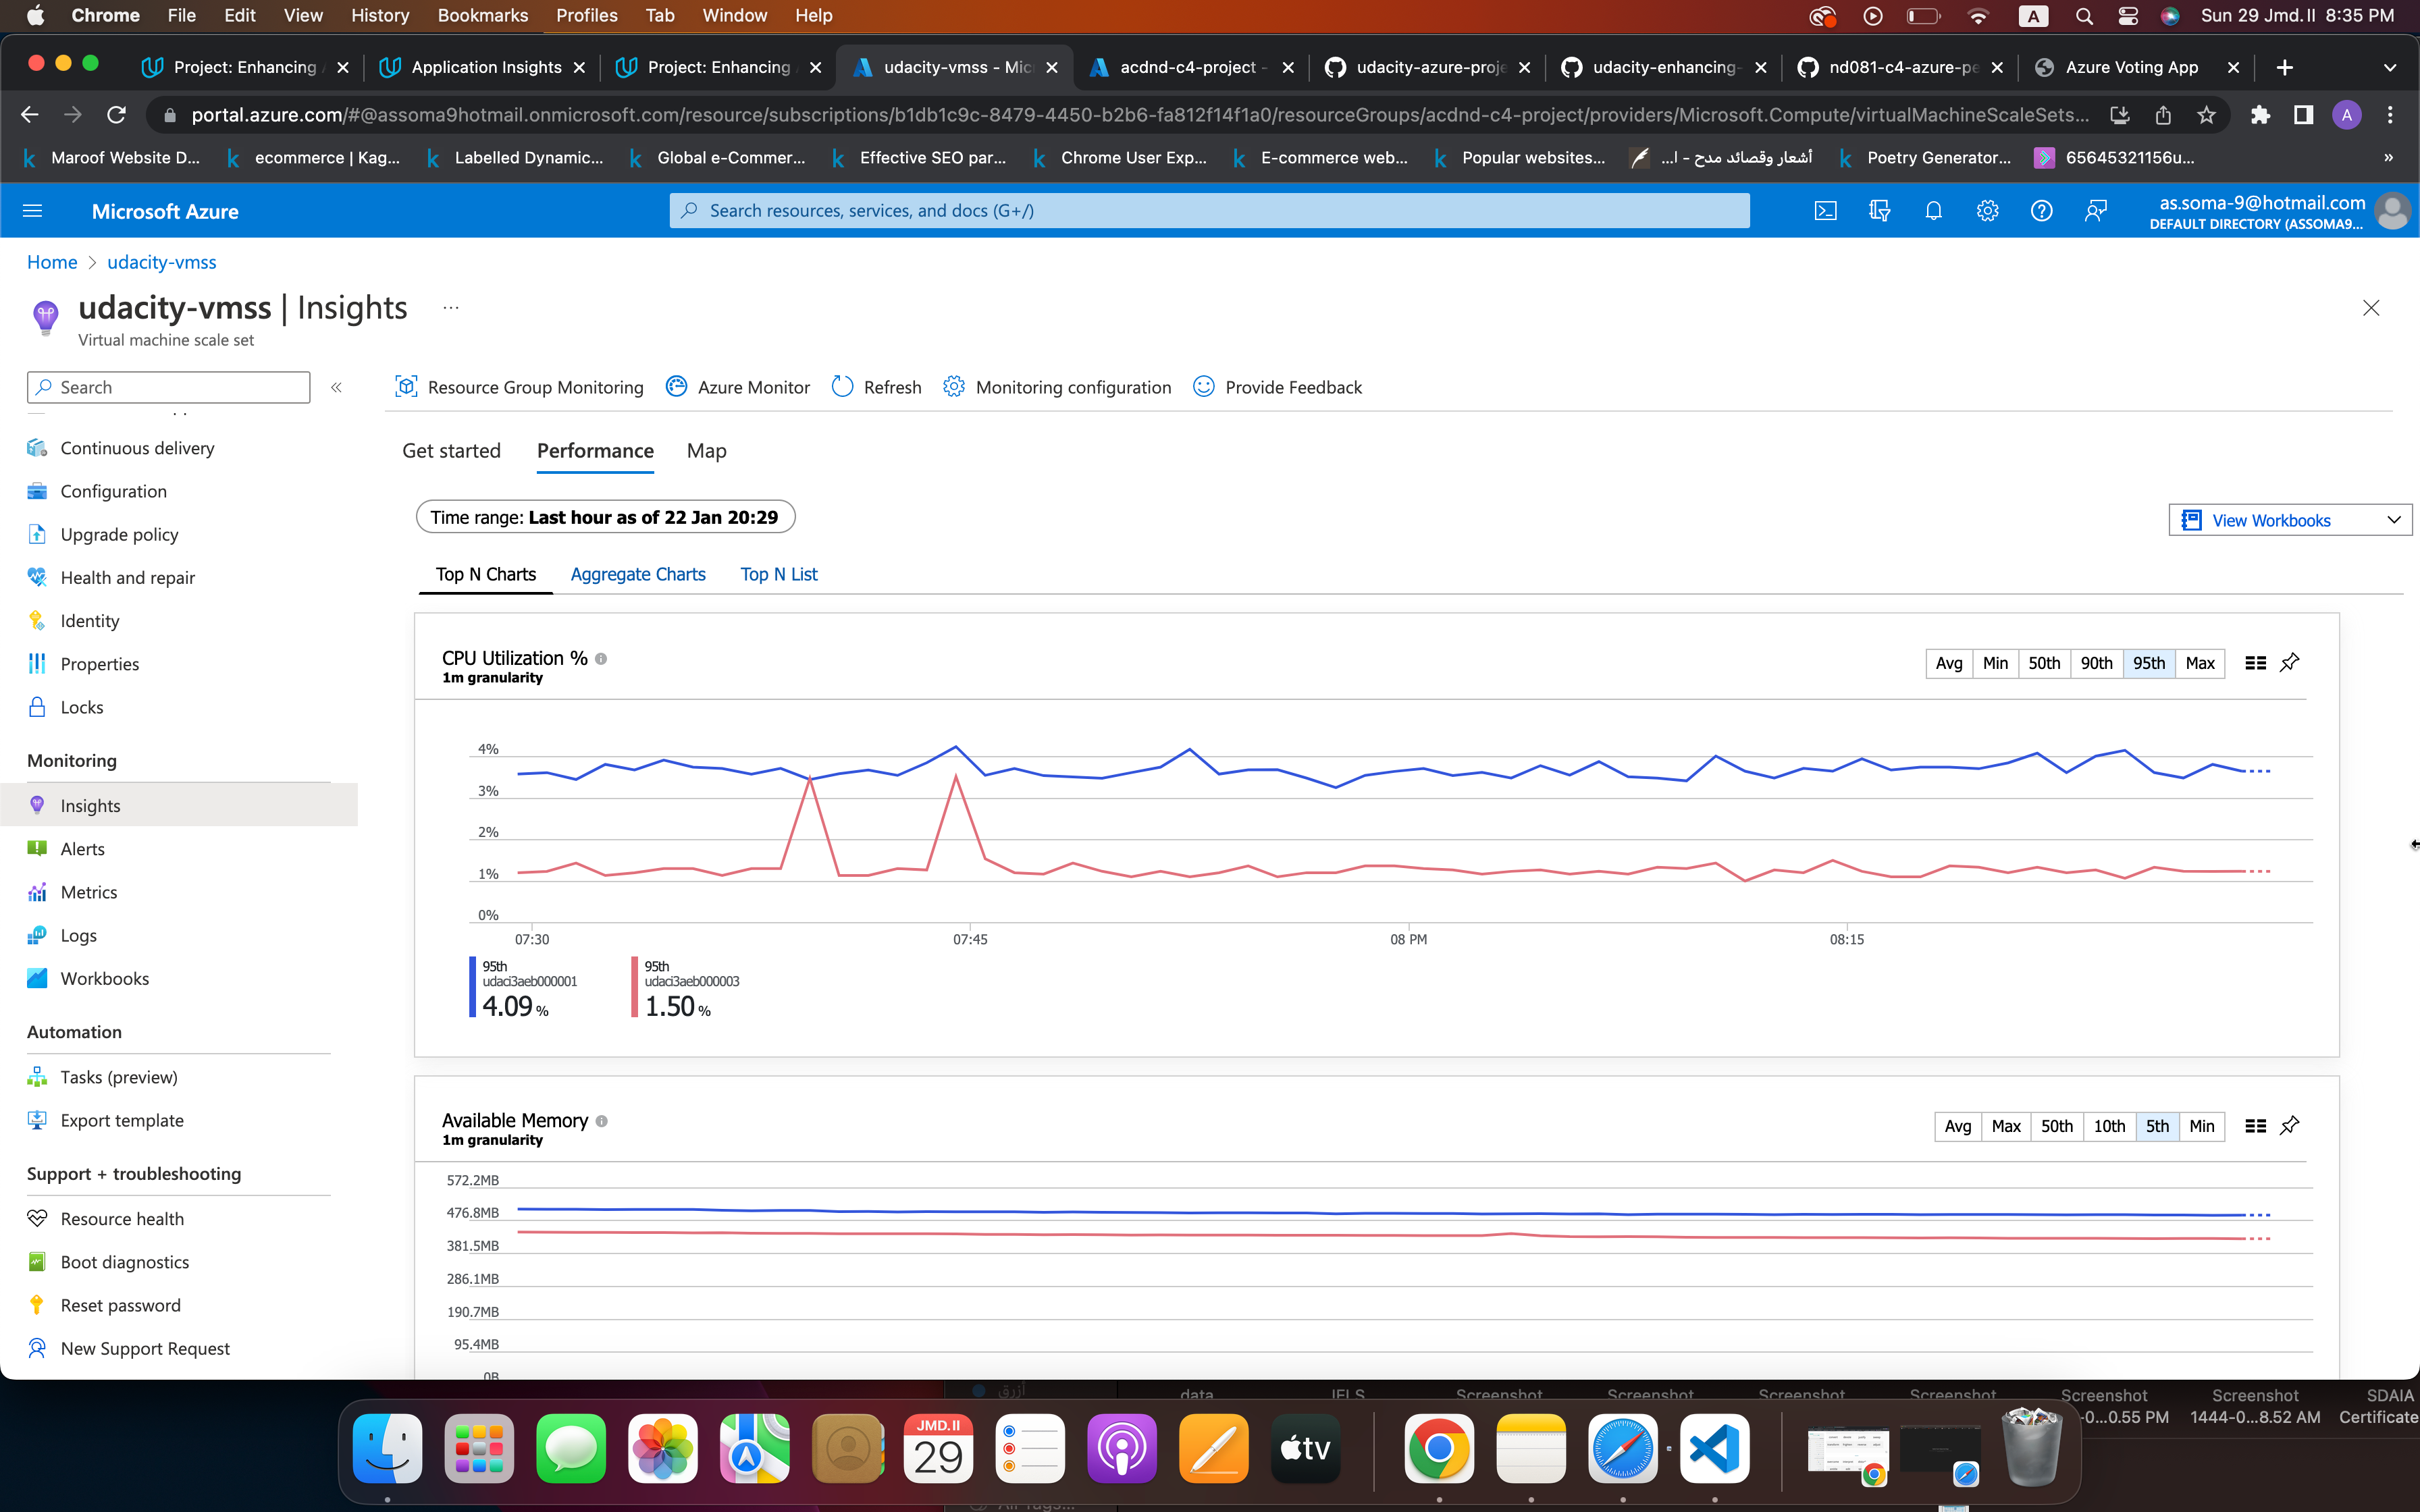 Chrome File Edit View History Bookmarks Profiles Tab Window Help A Sun 29 Jmd. II 8:35 PM
Project: Enhancing Application Insights Project: Enhancing udacity-vmss - Mic acdnd-c4-project - udacity-azure-proje udacity-enhancing- nd081-c4-azure-pe Azure Voting App
portal.azure.com/#@assoma9hotmail.onmicrosoft.com/resource/subscriptions/b1db1c9c-8479-4450-b2b6-fa812f14f1a0/resourceGroups/acdnd-c4-project/providers/Microsoft.Compute/virtualMachineScaleSets... A
Maroof Website D... ecommerce | Kag... Labelled Dynamic... Global e-Commer... Effective SEO par... Chrome User Exp... E-commerce web... Popular websites... أشعار وقصائد مدح - ا... Poetry Generator... 65645321156u... »
Microsoft Azure
Search resources, services, and docs (G+/)
as.soma-9@hotmail.com
DEFAULT DIRECTORY (ASSOMA9...
Home > udacity-vmss
udacity-vmss | Insights ...
Virtual machine scale set
Search «
Resource Group Monitoring Azure Monitor Refresh Monitoring configuration Provide Feedback
Continuous delivery
Configuration
Upgrade policy
Health and repair
Identity
Properties
Locks
Monitoring
Insights
Alerts
Metrics
Logs
Workbooks
Automation
Tasks (preview)
Export template
Support + troubleshooting
Resource health
Boot diagnostics
Reset password
New Support Request
Get started Performance Map
Time range: Last hour as of 22 Jan 20:29
View Workbooks
Top N Charts Aggregate Charts Top N List
CPU Utilization %
1m granularity
Avg Min 50th 90th 95th Max
4%
3%
2%
1%
0%
07:30 07:45 08 PM 08:15
95th
udaci3aeb000001
4.09 %
95th
udaci3aeb000003
1.50 %
Available Memory
1m granularity
Avg Max 50th 10th 5th Min
572.2MB
476.8MB
381.5MB
286.1MB
190.7MB
95.4MB
0B
أزرق data IELS Screenshot Screenshot Screenshot Screenshot Screenshot Screenshot SDAIA
-0...0.55 PM 1444-0...8.52 AM Certificate
JMD.II
29
tv
All Tags...